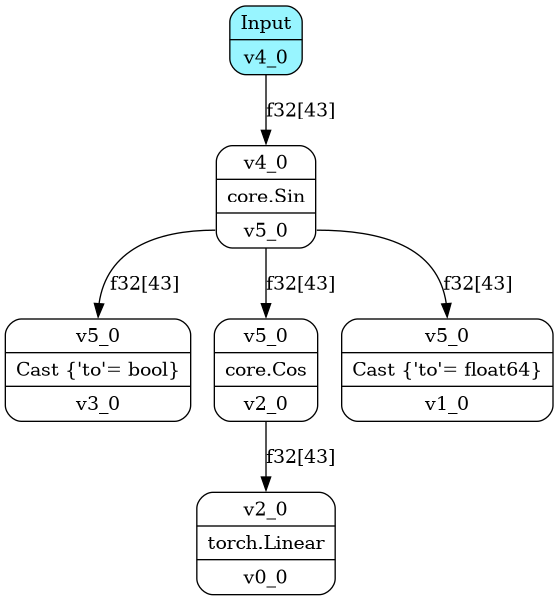 Input
v4_0
f32[43]
v4_0
core.Sin
v5_0
f32[43]
f32[43]
f32[43]
v5_0
Cast {'to'= bool}
v3_0
v5_0
core.Cos
v2_0
v5_0
Cast {'to'= float64}
v1_0
f32[43]
v2_0
torch.Linear
v0_0